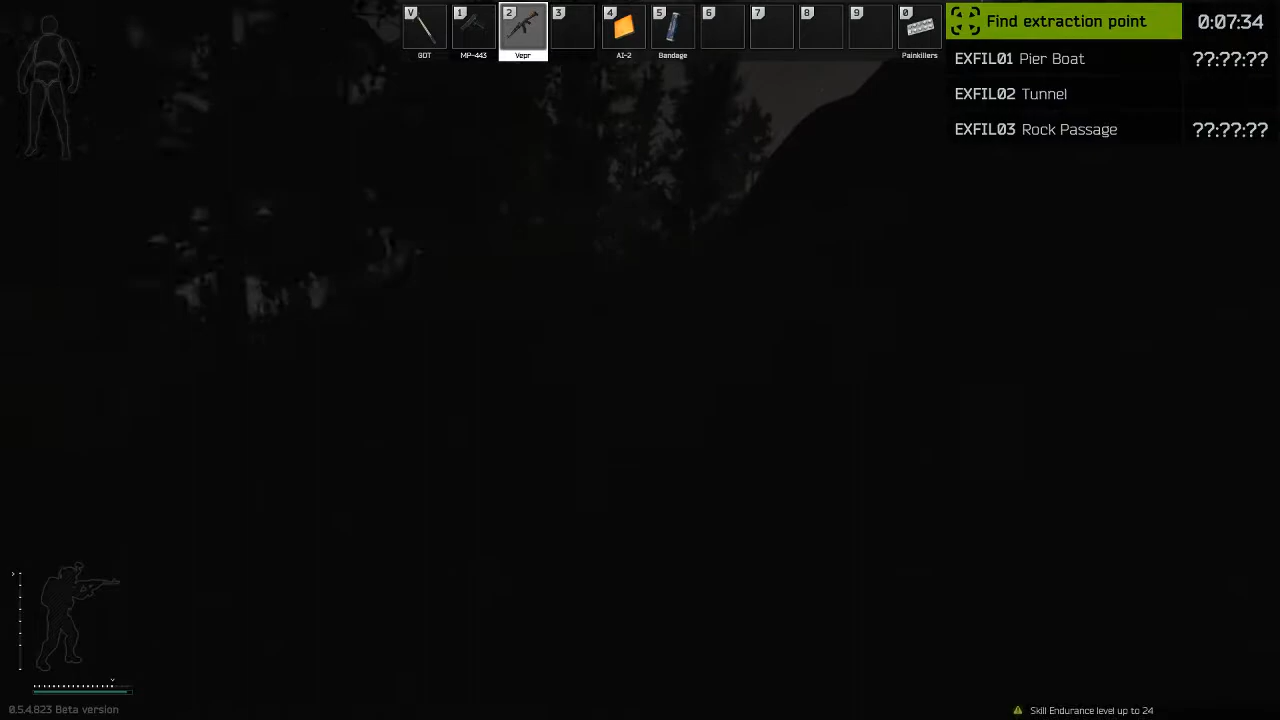 V 1 2 3 4 5 6 7 8 9 0
GDT MP-443 Vepr AI-2 Bandage Painkillers
Find extraction point 0:07:34
EXFIL01 Pier Boat ??:??:??
EXFIL02 Tunnel
EXFIL03 Rock Passage ??:??:??
0.5.4.823 Beta version
Skill Endurance level up to 24